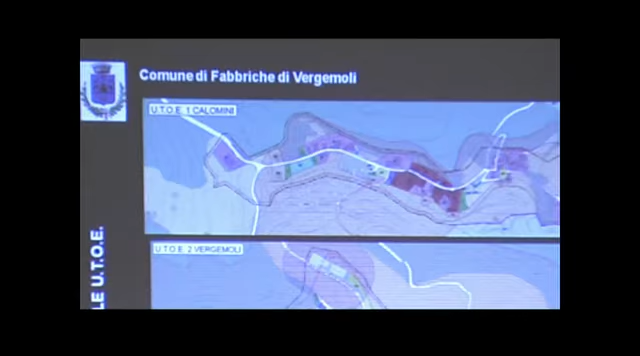 Comune di Fabbriche di Vergemoli
U.T.O.E. 1 CALOMINI
U.T.O.E. 2 VERGEMOLI
LE U.T.O.E.